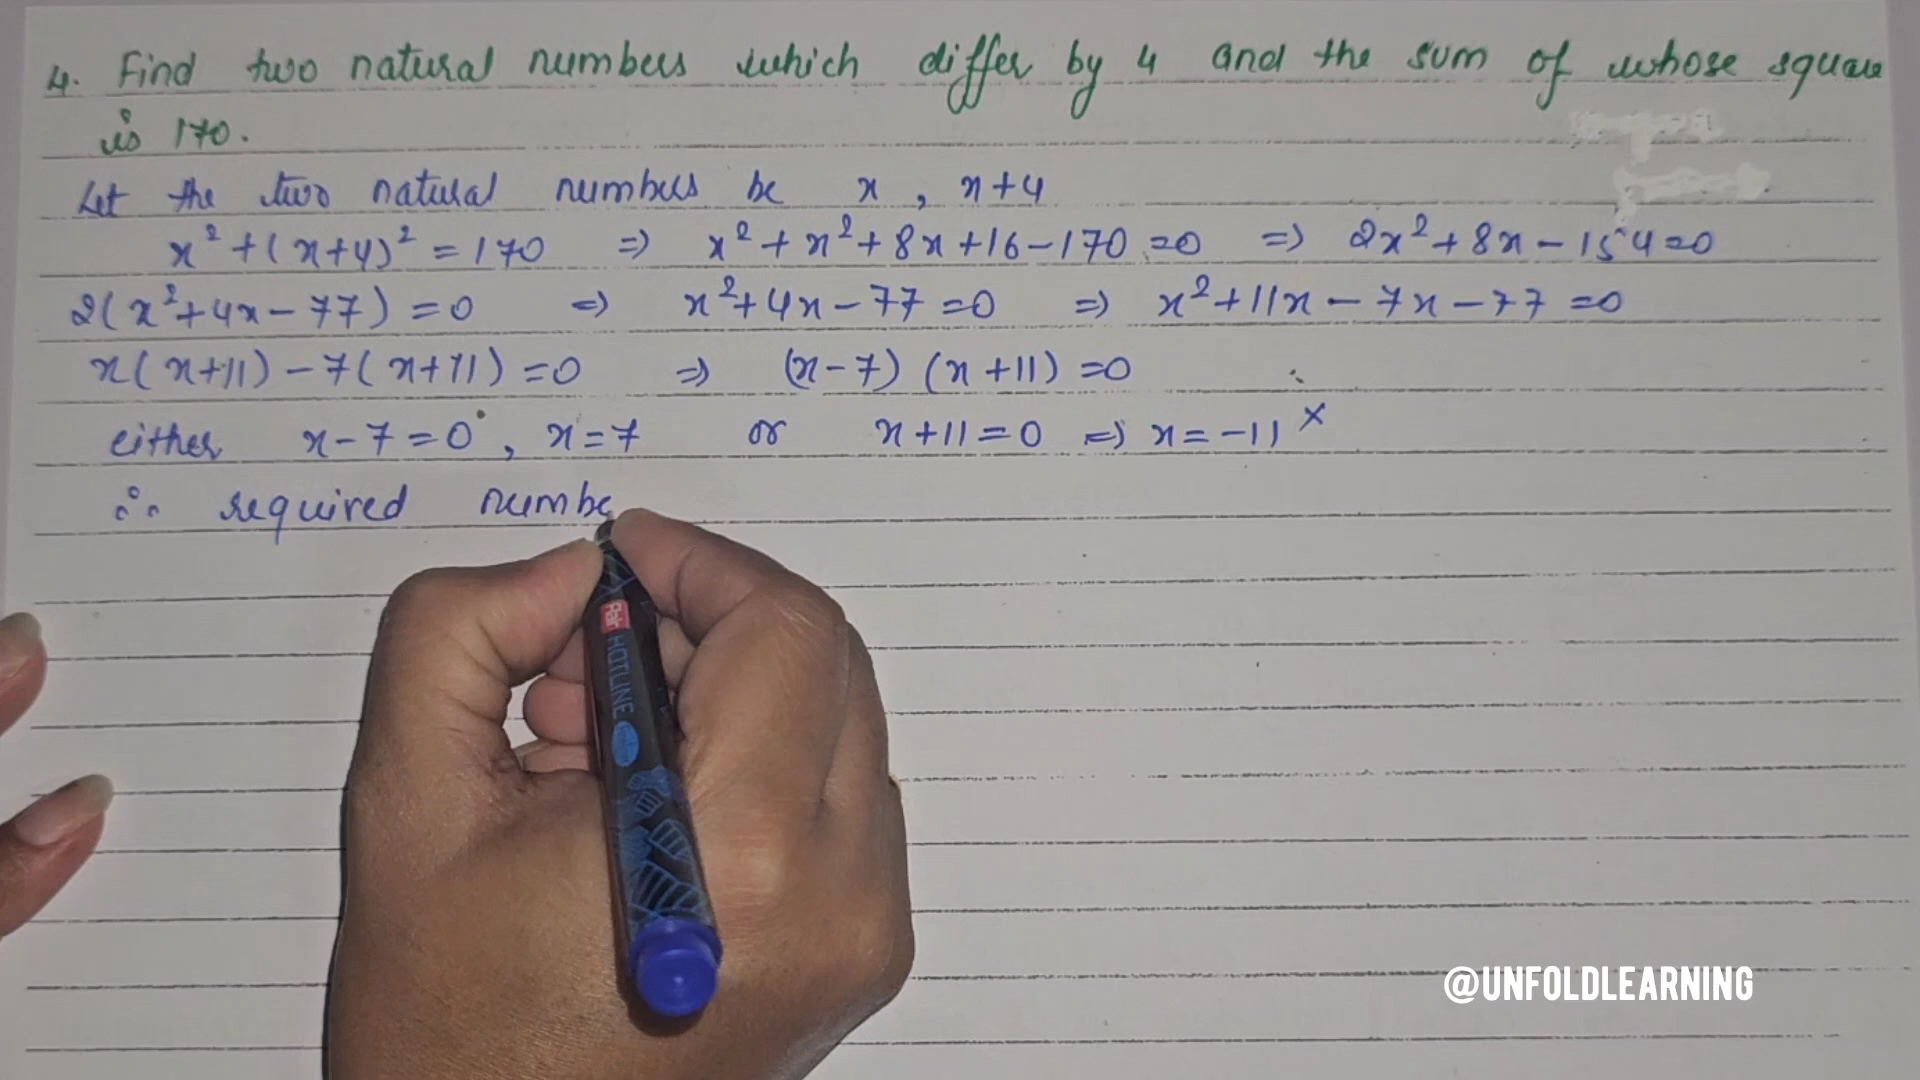 4. Find two natural numbers which differ by 4 and the sum of whose square
is 170.
Let the two natural numbers be x, x+4
x²+(x+4)²=170 => x²+x²+8x+16-170=0 => 2x²+8x-154=0
2(x²+4x-77)=0 => x²+4x-77=0 => x²+11x-7x-77=0
x(x+11)-7(x+11)=0 => (x-7)(x+11)=0
either x-7=0, x=7 or x+11=0 => x=-11 ×
∴ required numbe
Flair HOTLINE
@UNFOLDLEARNING